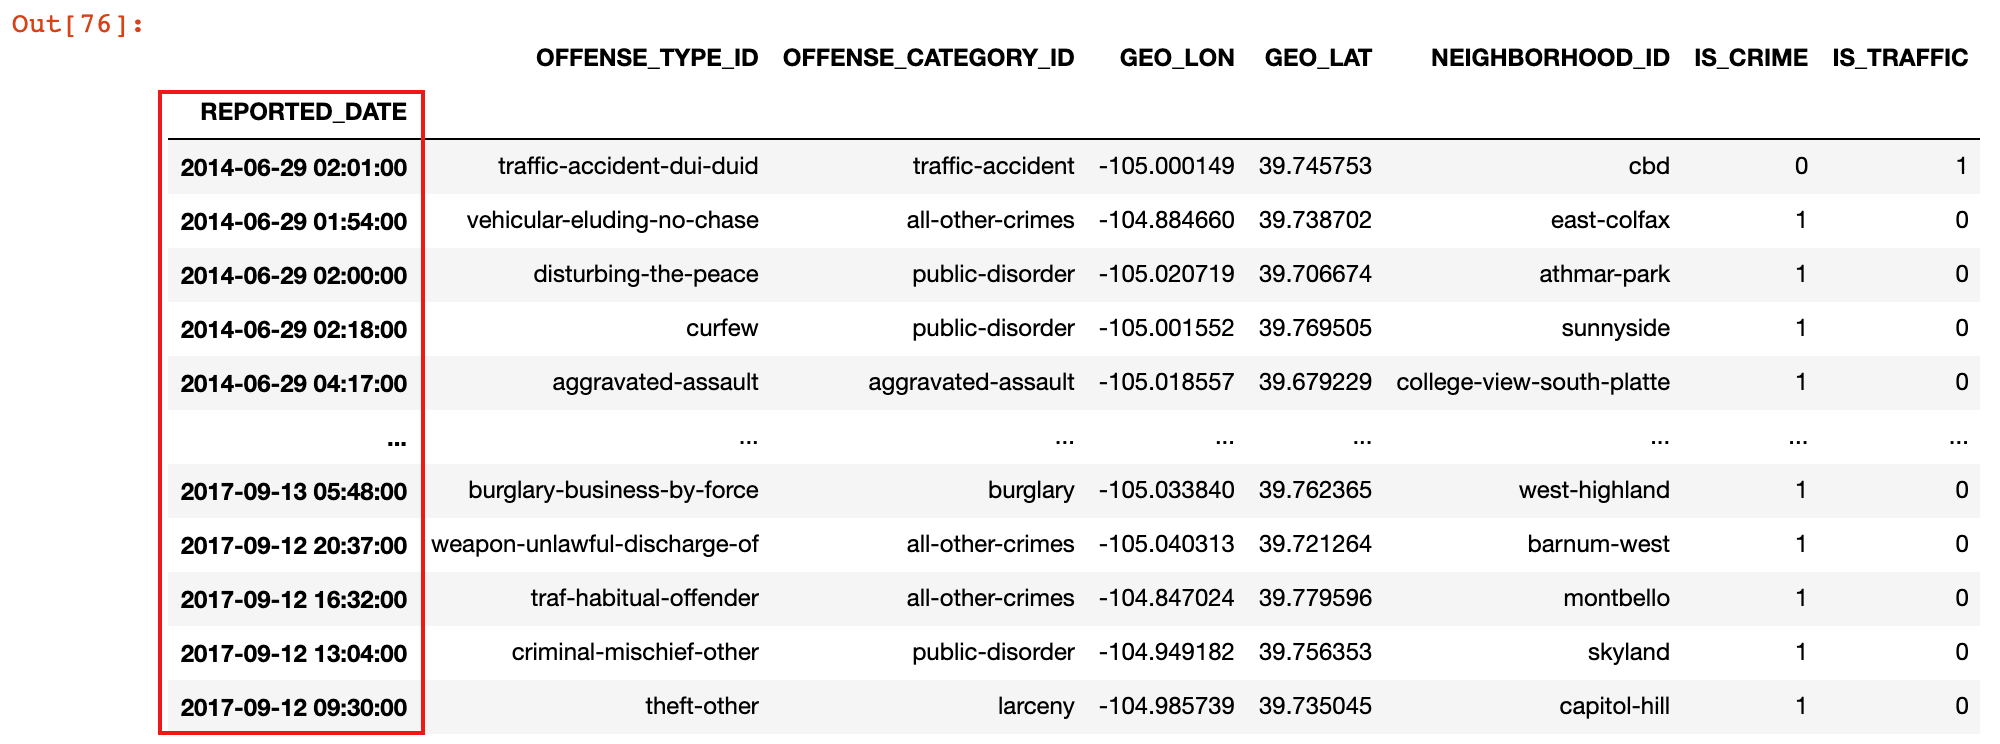 Out[76]:
OFFENSE_TYPE_ID OFFENSE_CATEGORY_ID GEO_LON GEO_LAT NEIGHBORHOOD_ID IS_CRIME IS_TRAFFIC
REPORTED_DATE
2014-06-29 02:01:00 traffic-accident-dui-duid traffic-accident -105.000149 39.745753 cbd 0 1
2014-06-29 01:54:00 vehicular-eluding-no-chase all-other-crimes -104.884660 39.738702 east-colfax 1 0
2014-06-29 02:00:00 disturbing-the-peace public-disorder -105.020719 39.706674 athmar-park 1 0
2014-06-29 02:18:00 curfew public-disorder -105.001552 39.769505 sunnyside 1 0
2014-06-29 04:17:00 aggravated-assault aggravated-assault -105.018557 39.679229 college-view-south-platte 1 0
... ... ... ... ... ... ... ...
2017-09-13 05:48:00 burglary-business-by-force burglary -105.033840 39.762365 west-highland 1 0
2017-09-12 20:37:00 weapon-unlawful-discharge-of all-other-crimes -105.040313 39.721264 barnum-west 1 0
2017-09-12 16:32:00 traf-habitual-offender all-other-crimes -104.847024 39.779596 montbello 1 0
2017-09-12 13:04:00 criminal-mischief-other public-disorder -104.949182 39.756353 skyland 1 0
2017-09-12 09:30:00 theft-other larceny -104.985739 39.735045 capitol-hill 1 0